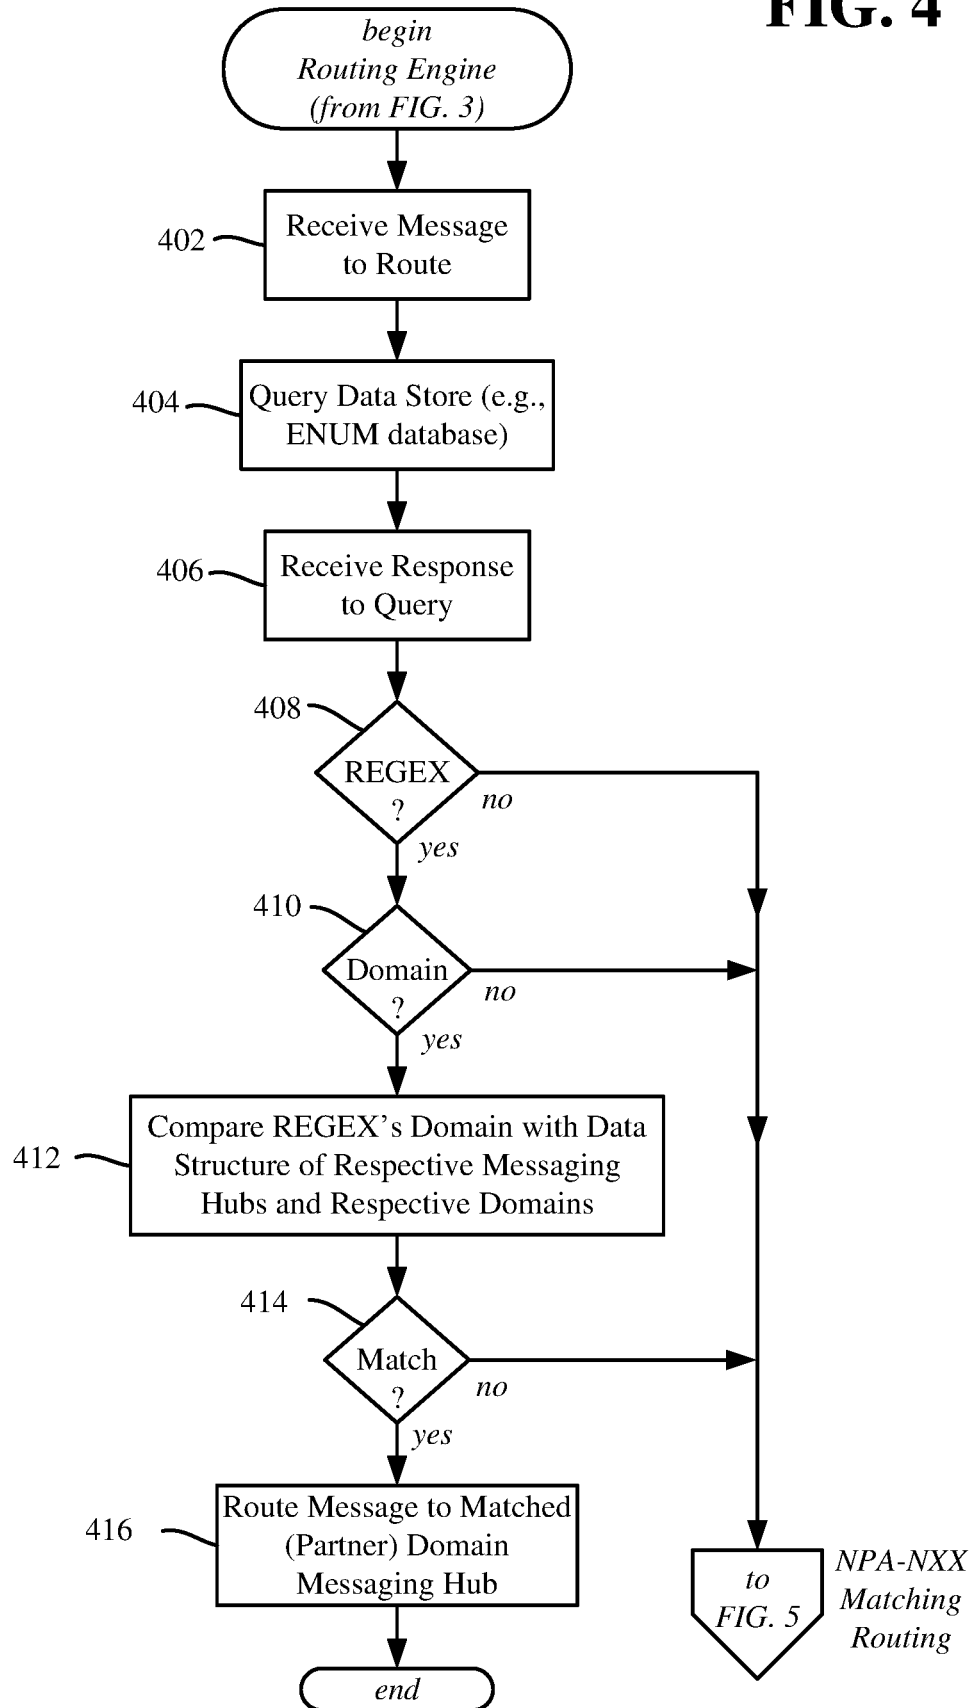 FIG. 4
begin
Routing Engine
(from FIG. 3)
402
Receive Message
to Route
404
Query Data Store (e.g.,
ENUM database)
406
Receive Response
to Query
408
REGEX
?
no
yes
410
Domain
?
no
yes
412
Compare REGEX’s Domain with Data
Structure of Respective Messaging
Hubs and Respective Domains
414
Match
?
no
yes
416
Route Message to Matched
(Partner) Domain
Messaging Hub
end
to
FIG. 5
NPA-NXX
Matching
Routing